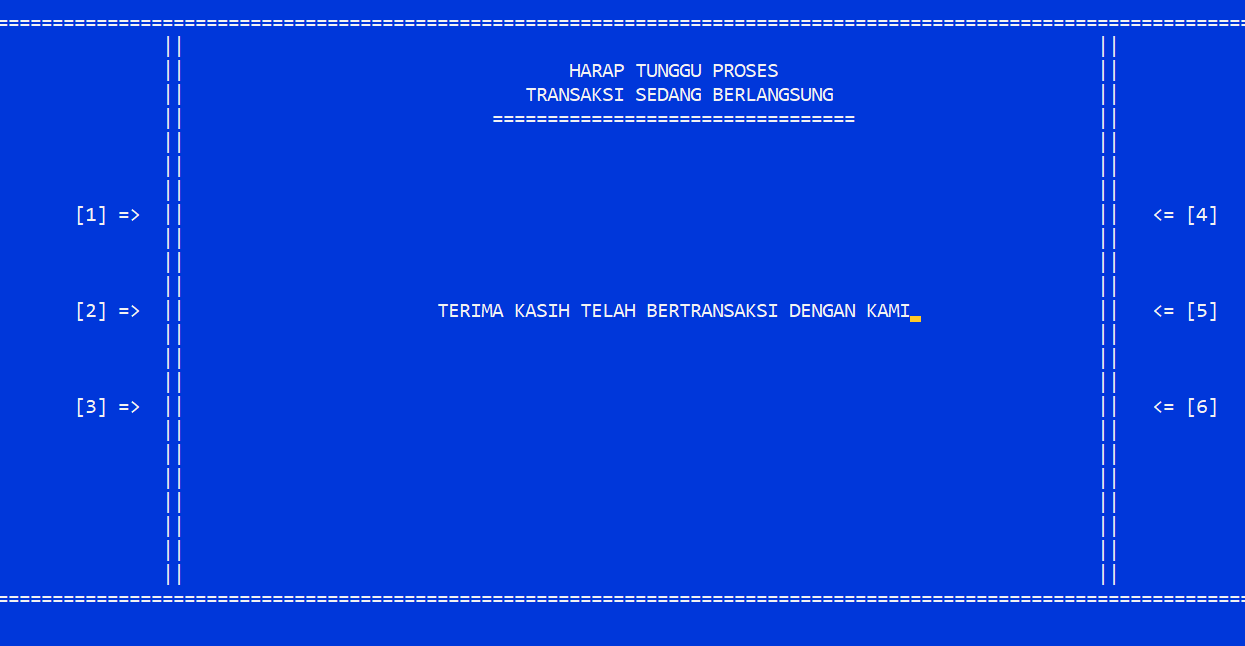 HARAP TUNGGU PROSES
TRANSAKSI SEDANG BERLANGSUNG
=================================
[1] => <= [4]
[2] => TERIMA KASIH TELAH BERTRANSAKSI DENGAN KAMI <= [5]
[3] => <= [6]